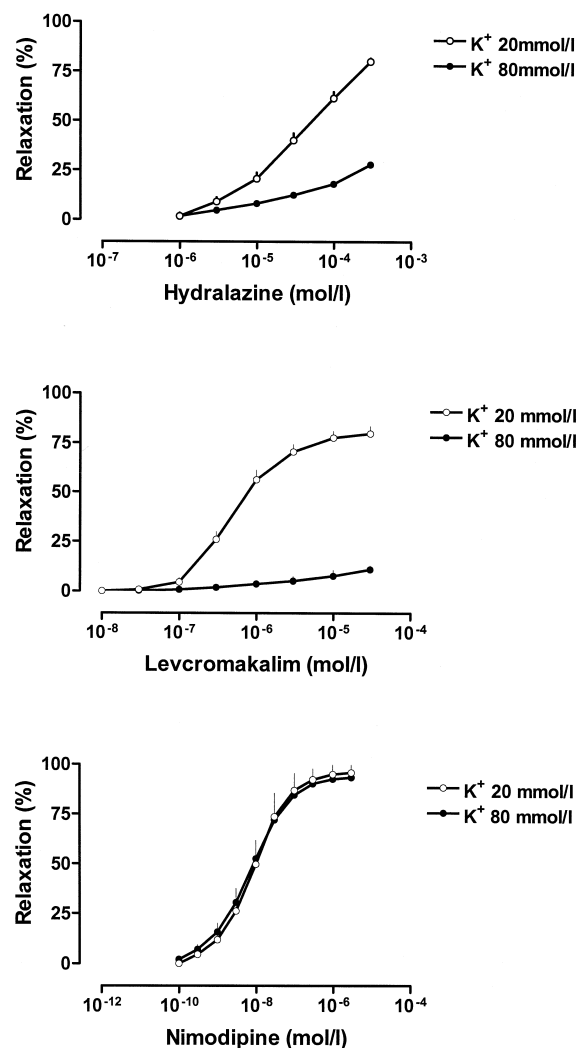 100
75
50
25
0
Relaxation (%)
K⁺ 20mmol/l
K⁺ 80mmol/l
10⁻⁷ 10⁻⁶ 10⁻⁵ 10⁻⁴ 10⁻³
Hydralazine (mol/l)
100
75
50
25
0
Relaxation (%)
K⁺ 20 mmol/l
K⁺ 80 mmol/l
10⁻⁸ 10⁻⁷ 10⁻⁶ 10⁻⁵ 10⁻⁴
Levcromakalim (mol/l)
100
75
50
25
0
Relaxation (%)
K⁺ 20 mmol/l
K⁺ 80 mmol/l
10⁻¹² 10⁻¹⁰ 10⁻⁸ 10⁻⁶ 10⁻⁴
Nimodipine (mol/l)